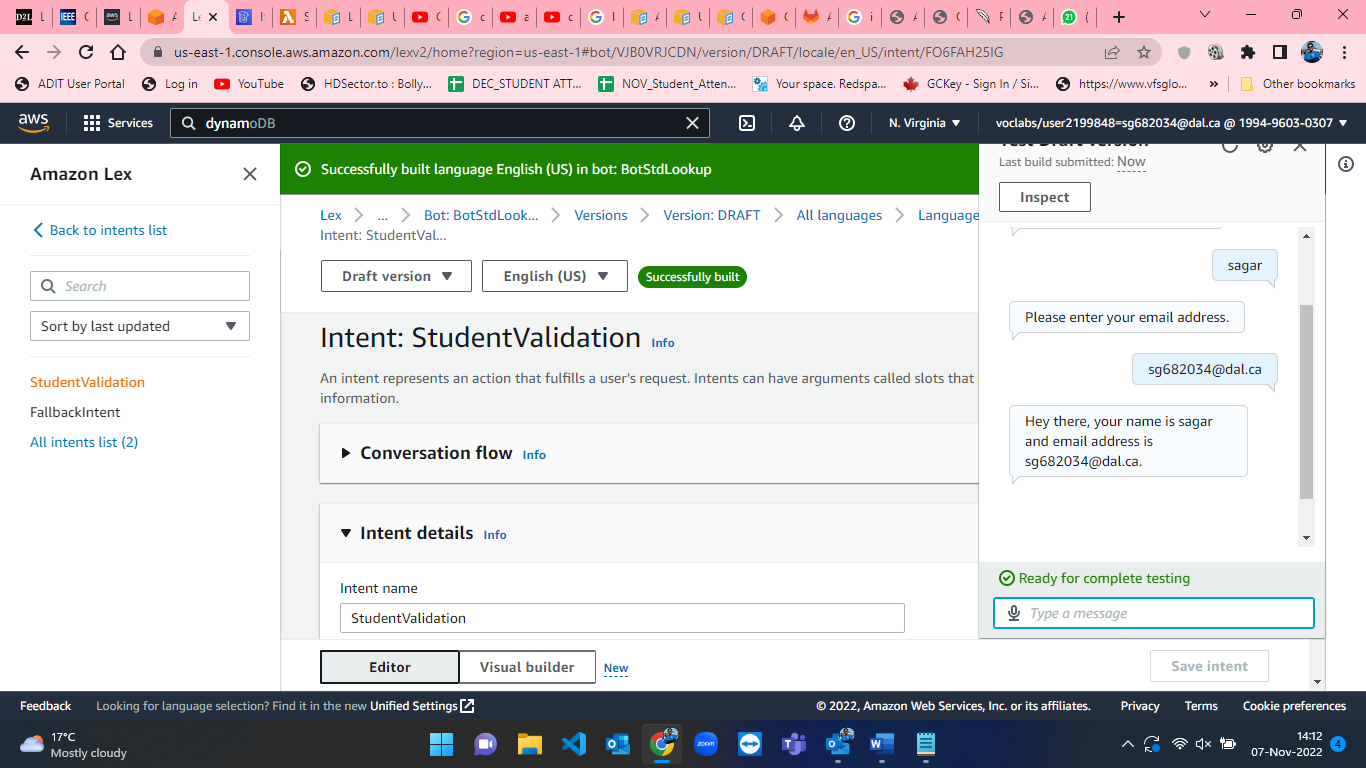 us-east-1.console.aws.amazon.com/lexv2/home?region=us-east-1#bot/VJB0VRJCDN/version/DRAFT/locale/en_US/intent/FO6FAH25IG
ADIT User Portal
Log in
YouTube
HDSector.to : Bolly...
DEC_STUDENT ATT...
NOV_Student_Atten...
Your space. Redspa...
GCKey - Sign In / Si...
https://www.vfsglo...
»
Other bookmarks
aws
Services
dynamoDB
N. Virginia
voclabs/user2199848=sg682034@dal.ca @ 1994-9603-0307
Amazon Lex
Back to intents list
Search
Sort by last updated
StudentValidation
FallbackIntent
All intents list (2)
Successfully built language English (US) in bot: BotStdLookup
Lex
...
Bot: BotStdLook...
Versions
Version: DRAFT
All languages
Language
Intent: StudentVal...
Draft version
English (US)
Successfully built
Intent: StudentValidation Info
An intent represents an action that fulfills a user's request. Intents can have arguments called slots that
information.
Conversation flow Info
Intent details Info
Intent name
StudentValidation
Editor
Visual builder
New
Save intent
Test Draft version
Last build submitted: Now
Inspect
sagar
Please enter your email address.
sg682034@dal.ca
Hey there, your name is sagar
and email address is
sg682034@dal.ca.
Ready for complete testing
Type a message
Feedback
Looking for language selection? Find it in the new Unified Settings
© 2022, Amazon Web Services, Inc. or its affiliates.
Privacy
Terms
Cookie preferences
17°C
Mostly cloudy
zoom
14:12
07-Nov-2022
4